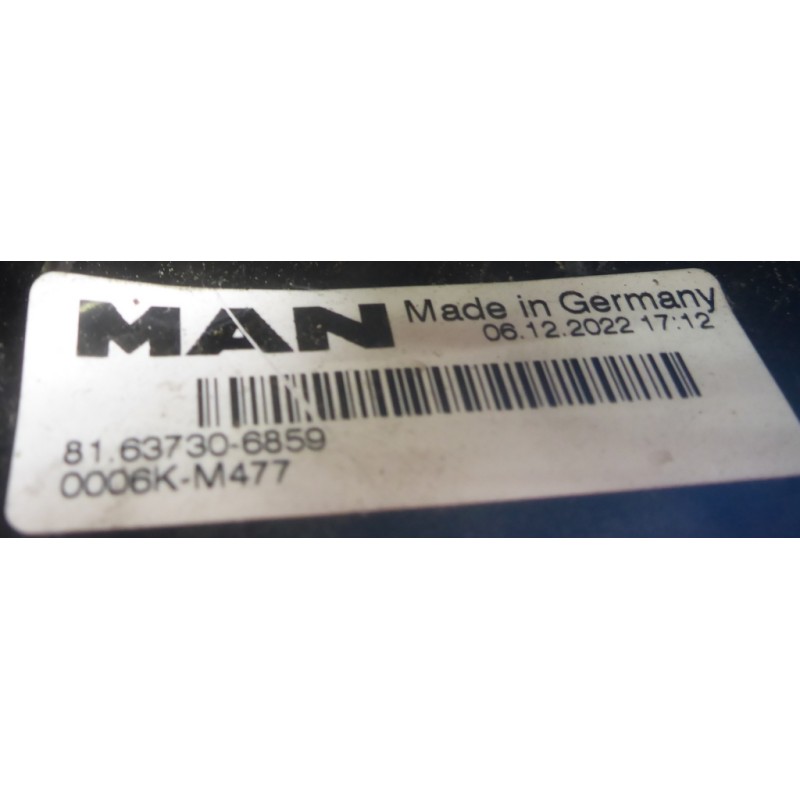 MAN Made in Germany
06.12.2022 17:12
81.63730-6859
0006K-M477